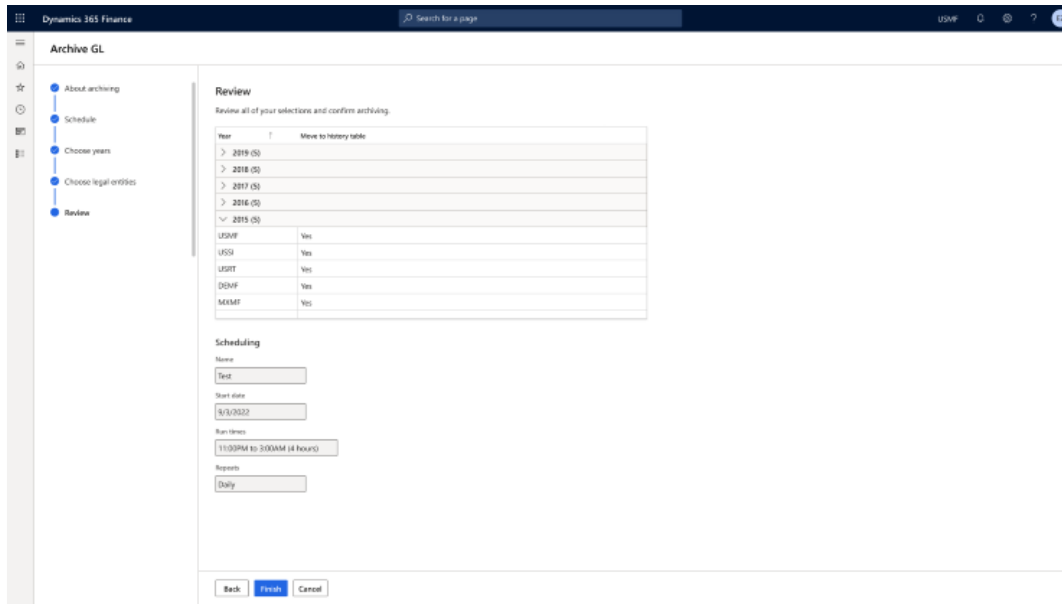 Dynamics 365 Finance
Search for a page
USMF
Archive GL
About archiving
Schedule
Choose years
Choose legal entities
Review
Review
Review all of your selections and confirm archiving.
Year ↑ Move to history table
2019 (5)
2018 (5)
2017 (5)
2016 (5)
2015 (5)
USMF Yes
USSI Yes
USRT Yes
DEMF Yes
MXMF Yes
Scheduling
Name
Test
Start date
9/3/2022
Run times
11:00PM to 3:00AM (4 hours)
Repeats
Daily
Back Finish Cancel